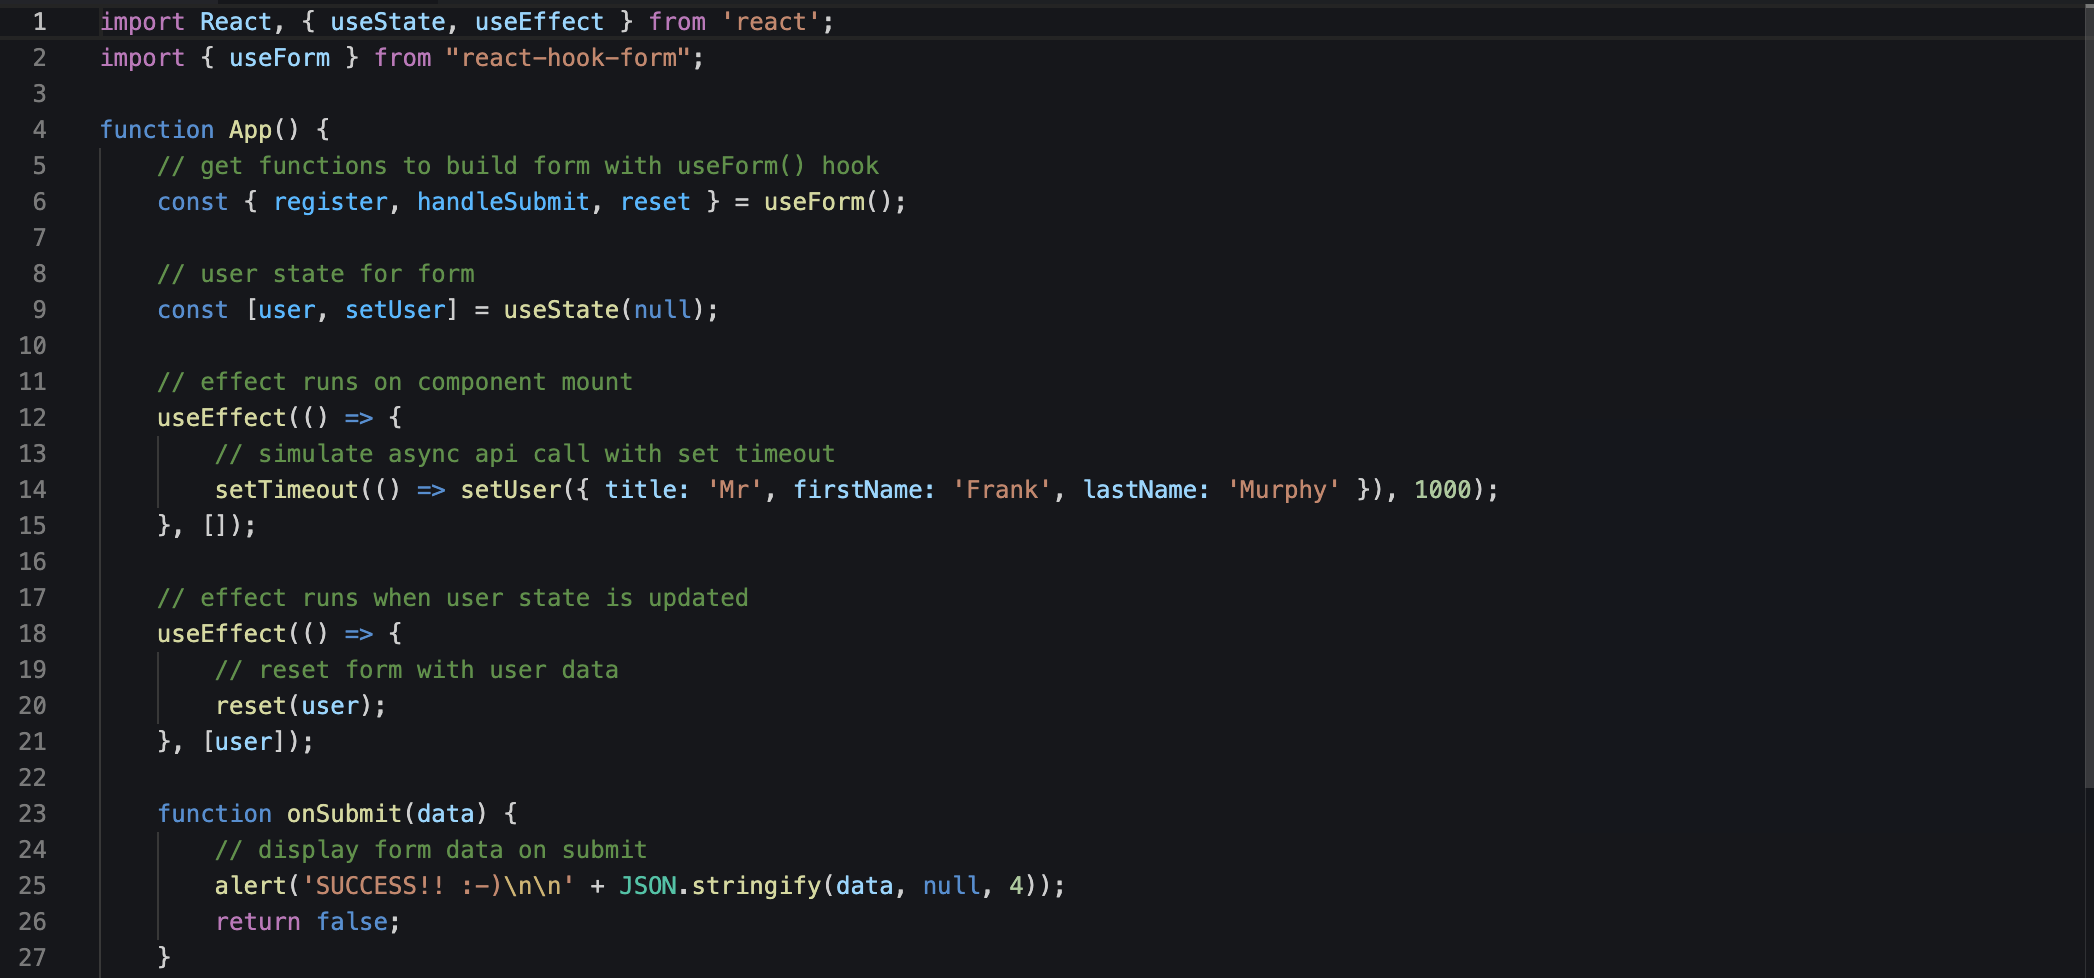 1 import React, { useState, useEffect } from 'react';
2 import { useForm } from "react-hook-form";
3
4 function App() {
5     // get functions to build form with useForm() hook
6     const { register, handleSubmit, reset } = useForm();
7
8     // user state for form
9     const [user, setUser] = useState(null);
10
11     // effect runs on component mount
12     useEffect(() => {
13         // simulate async api call with set timeout
14         setTimeout(() => setUser({ title: 'Mr', firstName: 'Frank', lastName: 'Murphy' }), 1000);
15     }, []);
16
17     // effect runs when user state is updated
18     useEffect(() => {
19         // reset form with user data
20         reset(user);
21     }, [user]);
22
23     function onSubmit(data) {
24         // display form data on submit
25         alert('SUCCESS!! :-)\n\n' + JSON.stringify(data, null, 4));
26         return false;
27     }